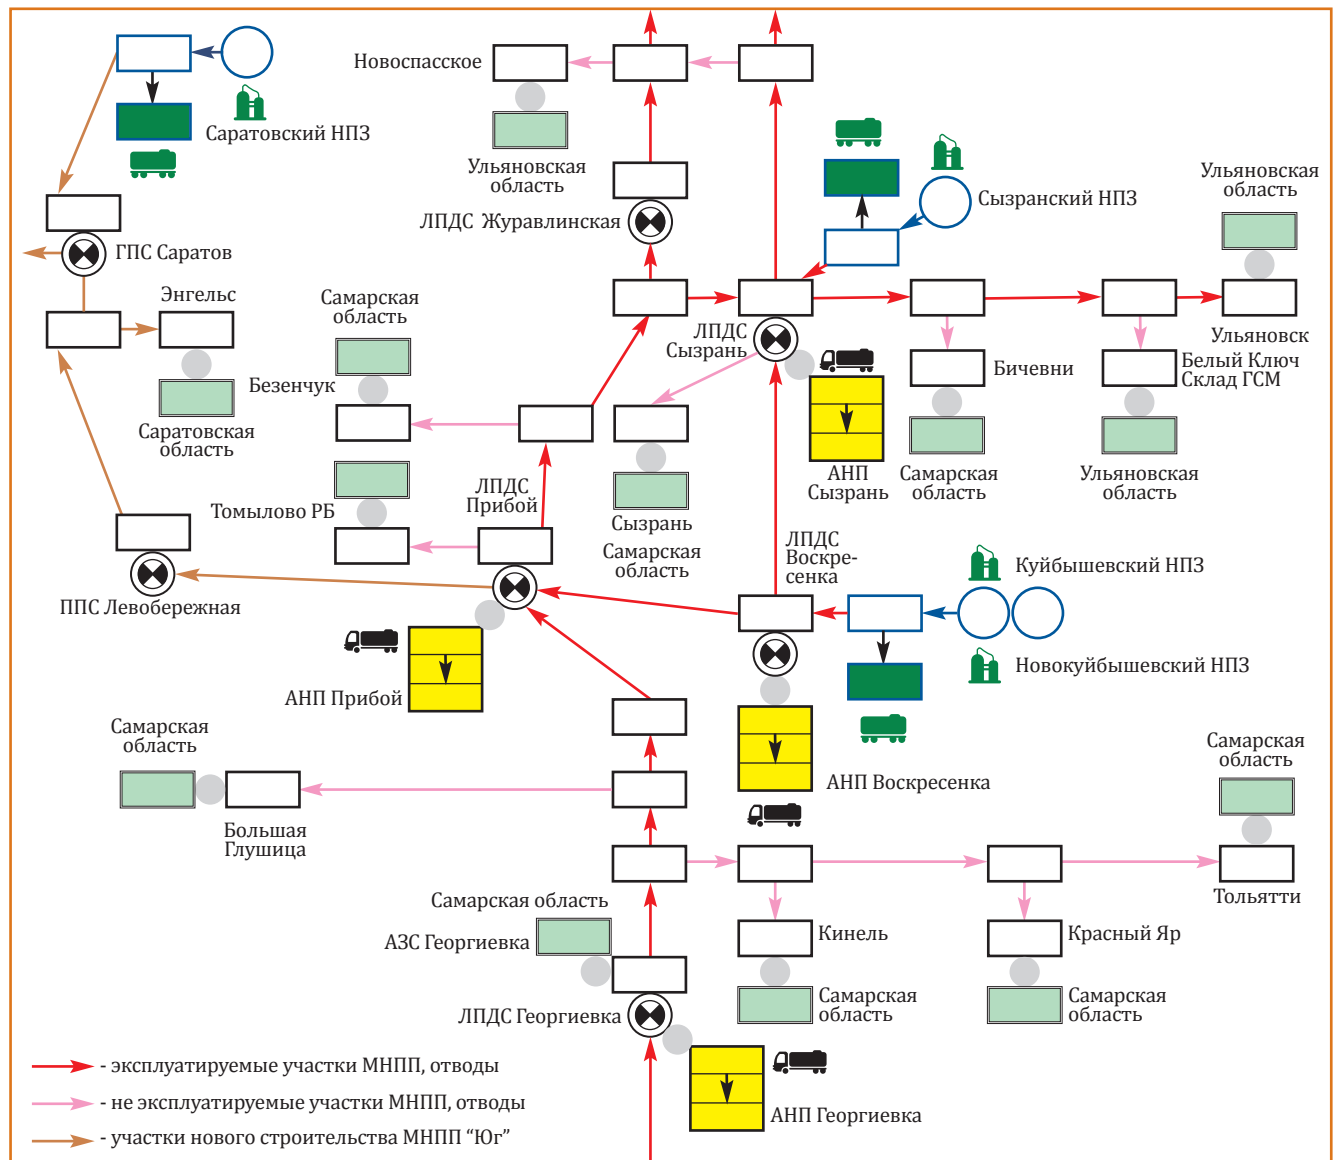 Новоспасское
Саратовский НПЗ
Ульяновская
область
Ульяновская
область
Сызранский НПЗ
ЛПДС Журавлинская
ГПС Саратов
Энгельс
Самарская
область
ЛПДС
Сызрань
Ульяновск
Безенчук
Бичевни
Белый Ключ
Склад ГСМ
Саратовская
область
АНП
Сызрань
Самарская
область
Ульяновская
область
Томылово РБ
ЛПДС
Прибой
Сызрань
Самарская
область
ЛПДС
Воскре-
сенка
Куйбышевский НПЗ
ППС Левобережная
Новокуйбышевский НПЗ
АНП Прибой
Самарская
область
Самарская
область
АНП Воскресенка
Большая
Глушица
Тольятти
Самарская область
АЗС Георгиевка
Кинель
Красный Яр
Самарская
область
Самарская
область
ЛПДС Георгиевка
- эксплуатируемые участки МНПП, отводы
- не эксплуатируемые участки МНПП, отводы
АНП Георгиевка
- участки нового строительства МНПП “Юг”